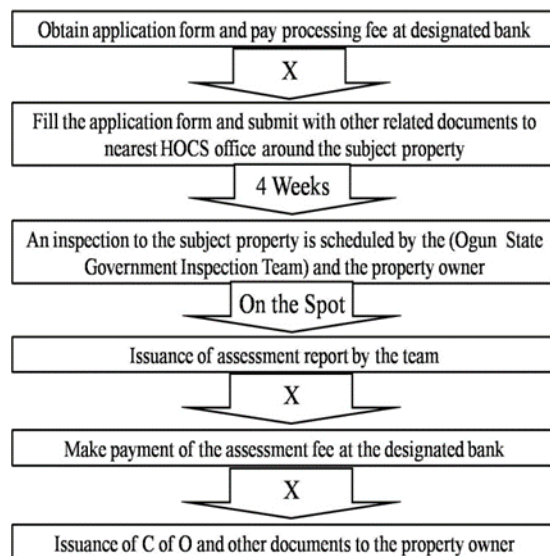 Obtain application form and pay processing fee at designated bank
X
Fill the application form and submit with other related documents to
nearest HOCS office around the subject property
4 Weeks
An inspection to the subject property is scheduled by the (Ogun State
Government Inspection Team) and the property owner
On the Spot
Issuance of assessment report by the team
X
Make payment of the assessment fee at the designated bank
X
Issuance of C of O and other documents to the property owner